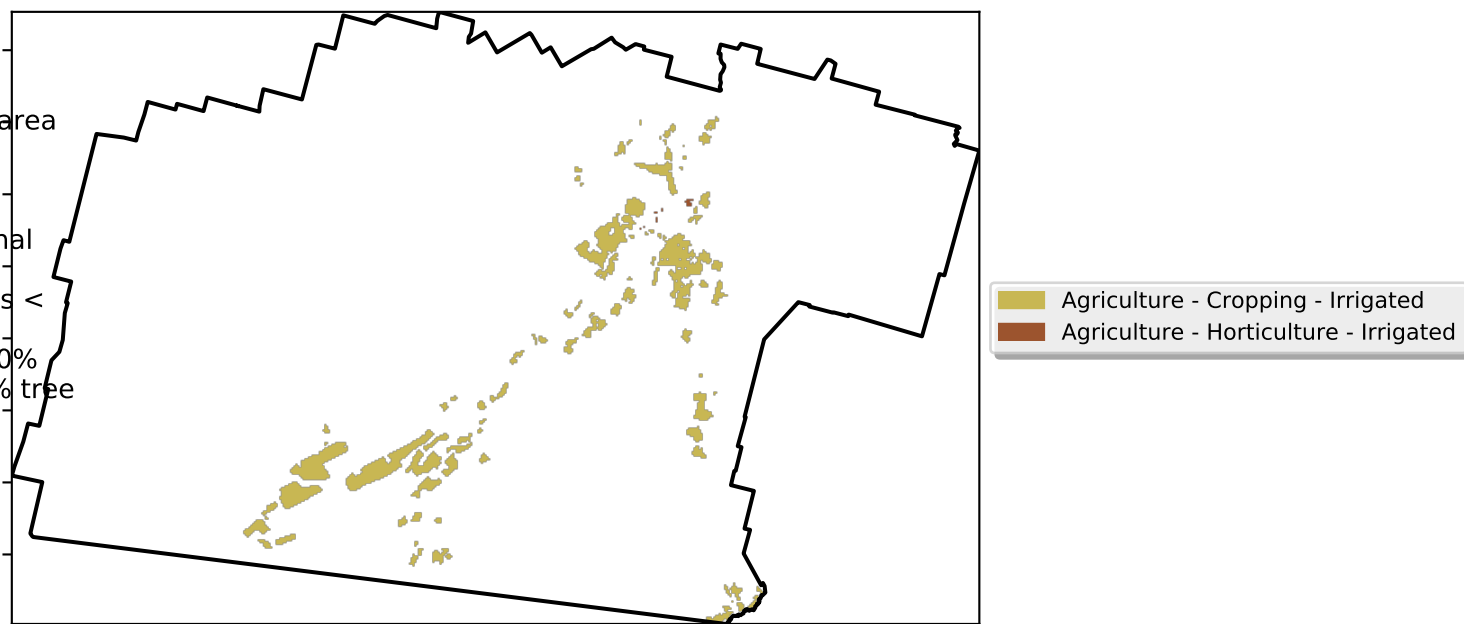 area
nal
s <
0%
% tree
Agriculture - Cropping - Irrigated
Agriculture - Horticulture - Irrigated